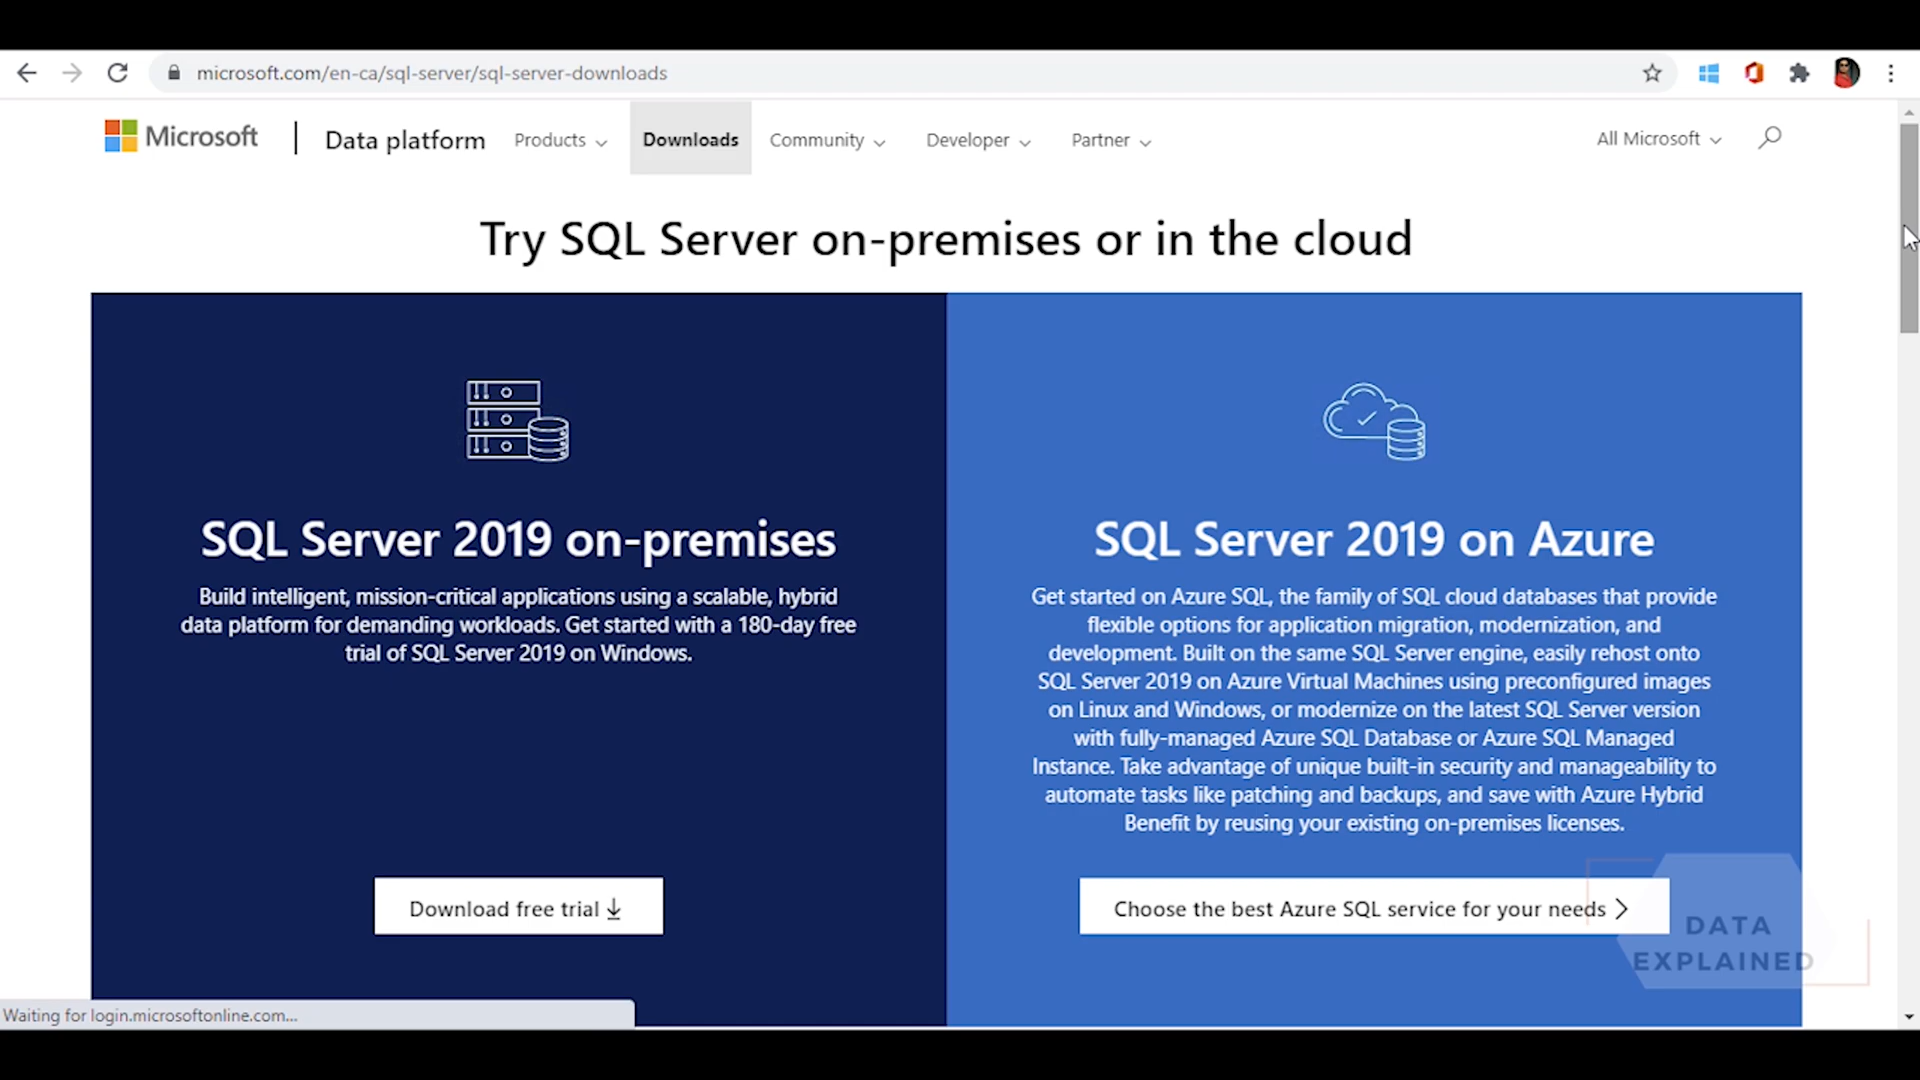 microsoft.com/en-ca/sql-server/sql-server-downloads
Microsoft
Data platform
Products
Downloads
Community
Developer
Partner
All Microsoft
Try SQL Server on-premises or in the cloud
SQL Server 2019 on-premises
Build intelligent, mission-critical applications using a scalable, hybrid
data platform for demanding workloads. Get started with a 180-day free
trial of SQL Server 2019 on Windows.
Download free trial
SQL Server 2019 on Azure
Get started on Azure SQL, the family of SQL cloud databases that provide
flexible options for application migration, modernization, and
development. Built on the same SQL Server engine, easily rehost onto
SQL Server 2019 on Azure Virtual Machines using preconfigured images
on Linux and Windows, or modernize on the latest SQL Server version
with fully-managed Azure SQL Database or Azure SQL Managed
Instance. Take advantage of unique built-in security and manageability to
automate tasks like patching and backups, and save with Azure Hybrid
Benefit by reusing your existing on-premises licenses.
Choose the best Azure SQL service for your needs
DATA
EXPLAINED
Waiting for login.microsoftonline.com...